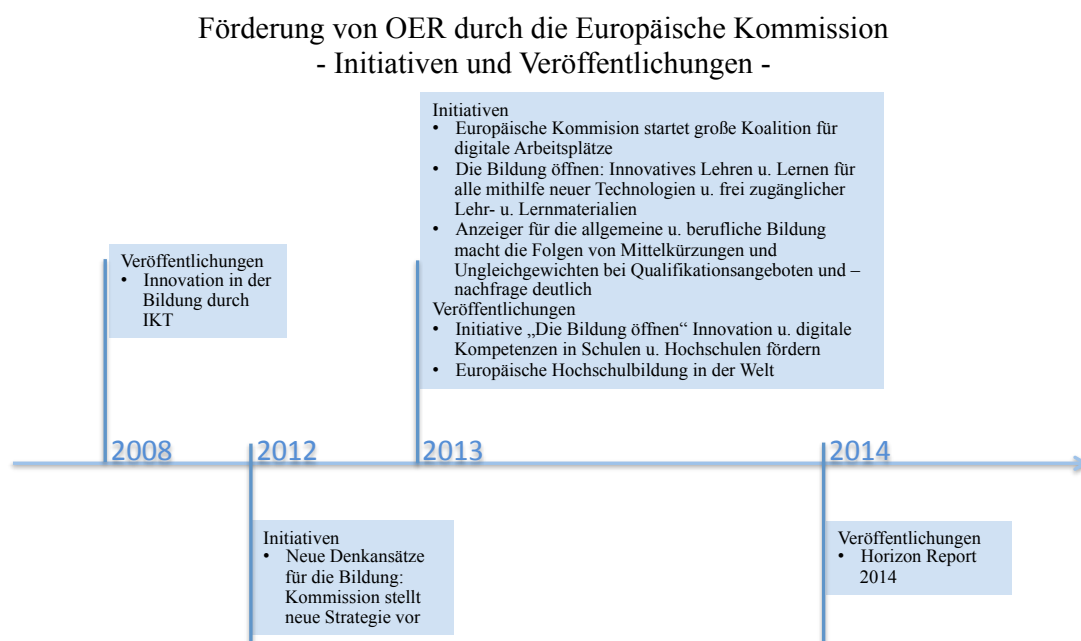 Förderung von OER durch die Europäische Kommission
- Initiativen und Veröffentlichungen -
Initiativen
• Europäische Kommision startet große Koalition für
digitale Arbeitsplätze
• Die Bildung öffnen: Innovatives Lehren u. Lernen für
alle mithilfe neuer Technologien u. frei zugänglicher
Lehr- u. Lernmaterialien
• Anzeiger für die allgemeine u. berufliche Bildung
macht die Folgen von Mittelkürzungen und
Ungleichgewichten bei Qualifikationsangeboten und –
nachfrage deutlich
Veröffentlichungen
• Initiative „Die Bildung öffnen“ Innovation u. digitale
Kompetenzen in Schulen u. Hochschulen fördern
• Europäische Hochschulbildung in der Welt
Veröffentlichungen
• Innovation in der
Bildung durch
IKT
2008
2012
2013
2014
Initiativen
• Neue Denkansätze
für die Bildung:
Kommission stellt
neue Strategie vor
Veröffentlichungen
• Horizon Report
2014